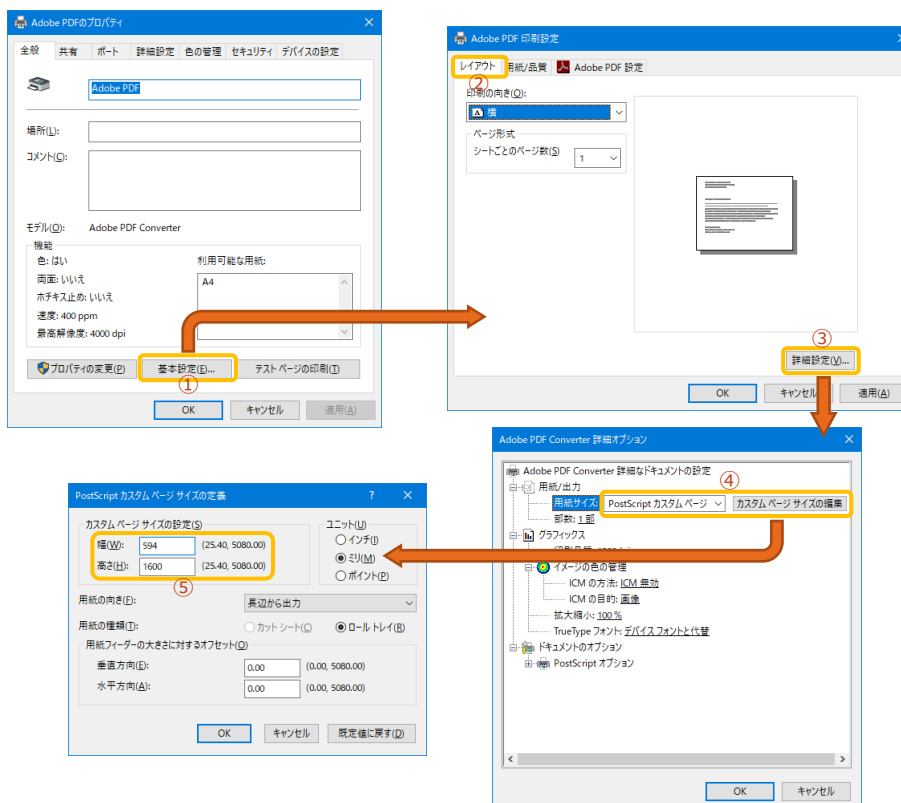 Adobe PDFのプロパティ
全般 共有 ポート 詳細設定 色の管理 セキュリティ デバイスの設定
Adobe PDF
場所(L):
コメント(C):
モデル(O): Adobe PDF Converter
機能
色: はい 利用可能な用紙:
両面: いいえ A4
ホチキス止め: いいえ
速度: 400 ppm
最高解像度: 4000 dpi
プロパティの変更(P) 基本設定(E)... テスト ページの印刷(T)
①
OK キャンセル 適用(A)
Adobe PDF 印刷設定
レイアウト 用紙/品質 Adobe PDF 設定
②
印刷の向き(O):
横
ページ形式
シートごとのページ数(S) 1
③
詳細設定(V)...
OK キャンセル 適用(A)
Adobe PDF Converter 詳細オプション
Adobe PDF Converter 詳細なドキュメントの設定
④
用紙/出力
用紙サイズ: PostScript カスタム ページ カスタム ページ サイズの編集
部数: 1 部
グラフィックス
イメージの色の管理
ICM の方法: ICM 無効
ICM の目的: 画像
拡大縮小: 100 %
TrueType フォント: デバイス フォントと代替
ドキュメントのオプション
PostScript オプション
OK キャンセル
PostScript カスタム ページ サイズの定義
カスタム ページ サイズの設定(S) ユニット(U)
幅(W): 594 (25.40, 5080.00) インチ(I)
高さ(H): 1600 (25.40, 5080.00) ミリ(M)
⑤ ポイント(P)
用紙の向き(F): 長辺から出力
用紙の種類(T): カット シート(C) ロール トレイ(R)
用紙フィーダーの大きさに対するオフセット(O)
垂直方向(E): 0.00 (0.00, 5080.00)
水平方向(A): 0.00 (0.00, 5080.00)
OK キャンセル 既定値に戻す(D)